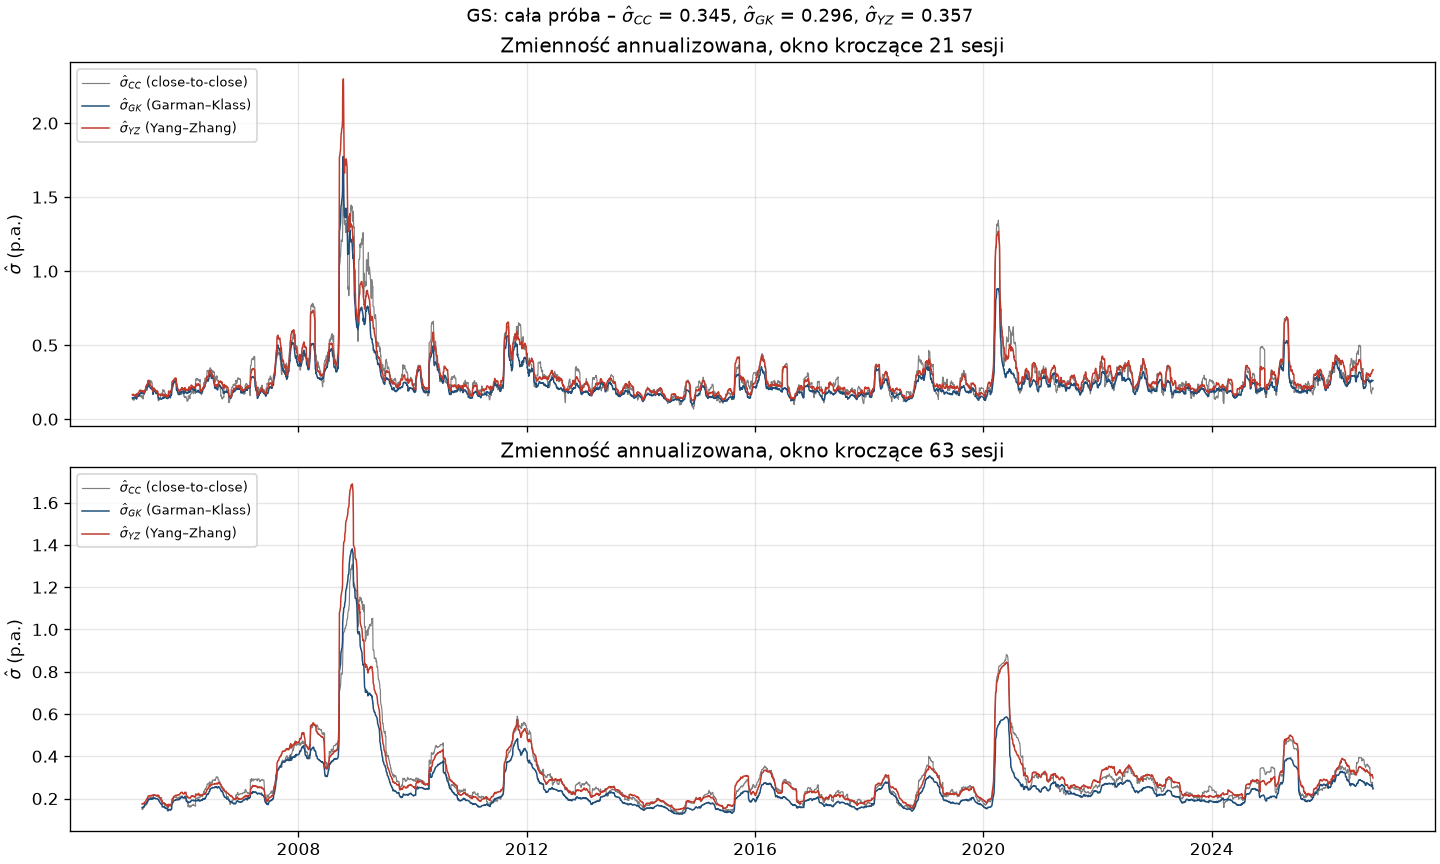 GS: cała próba – σ̂_CC = 0.345, σ̂_GK = 0.296, σ̂_YZ = 0.357
Zmienność annualizowana, okno kroczące 21 sesji
σ̂_CC (close-to-close)
σ̂_GK (Garman–Klass)
σ̂_YZ (Yang–Zhang)
σ̂ (p.a.)
2.0
1.5
1.0
0.5
0.0
Zmienność annualizowana, okno kroczące 63 sesji
σ̂_CC (close-to-close)
σ̂_GK (Garman–Klass)
σ̂_YZ (Yang–Zhang)
σ̂ (p.a.)
1.6
1.4
1.2
1.0
0.8
0.6
0.4
0.2
2008 2012 2016 2020 2024